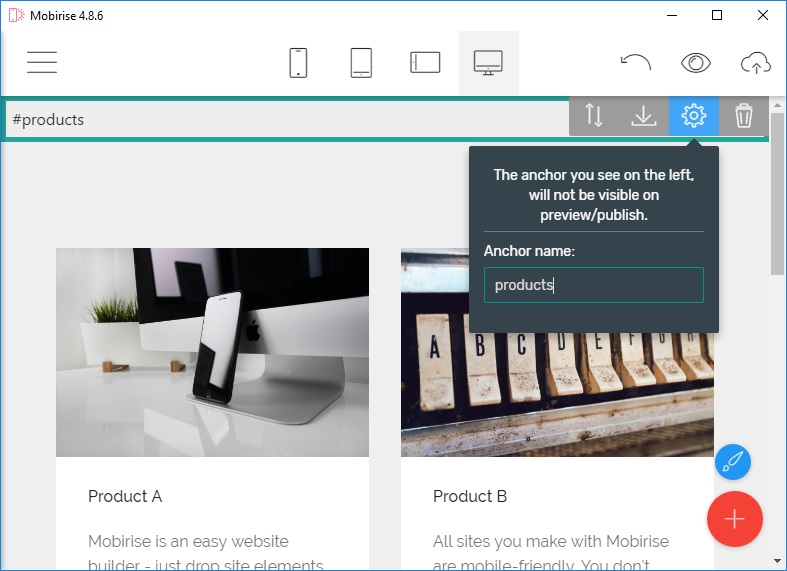 Mobirise 4.8.6
#products
The anchor you see on the left,
will not be visible on
preview/publish.
Anchor name:
products
A B C D E F G H
Product A
Product B
Mobirise is an easy website
builder - just drop site elements
All sites you make with Mobirise
are mobile-friendly. You don't